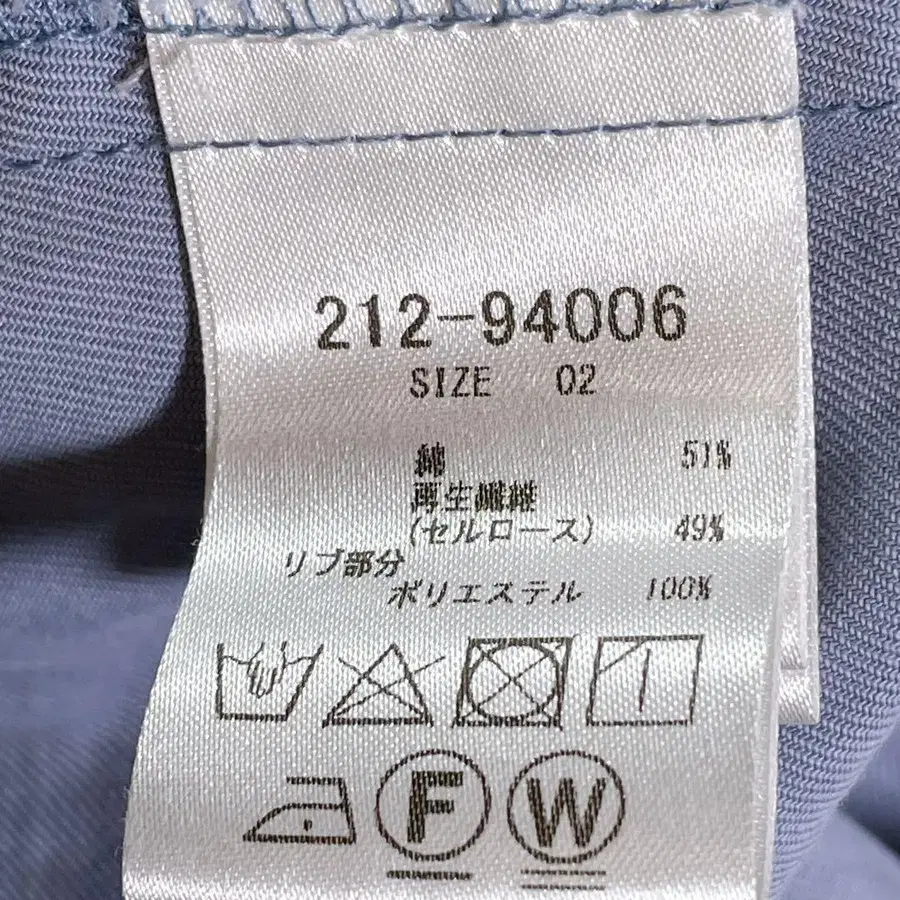 212-94006
SIZE 02
綿 51%
再生繊維
(セルロース) 49%
リブ部分
ポリエステル 100%
F W